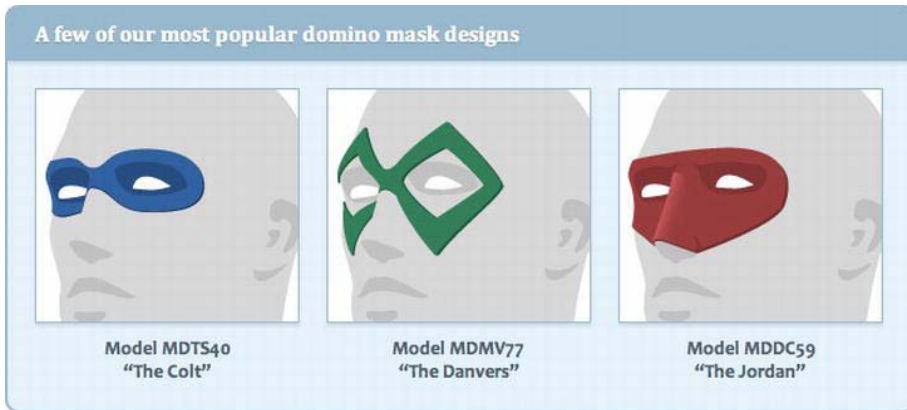 A few of our most popular domino mask designs
Model MDTS40
“The Colt”
Model MDMV77
“The Danvers”
Model MDDC59
“The Jordan”